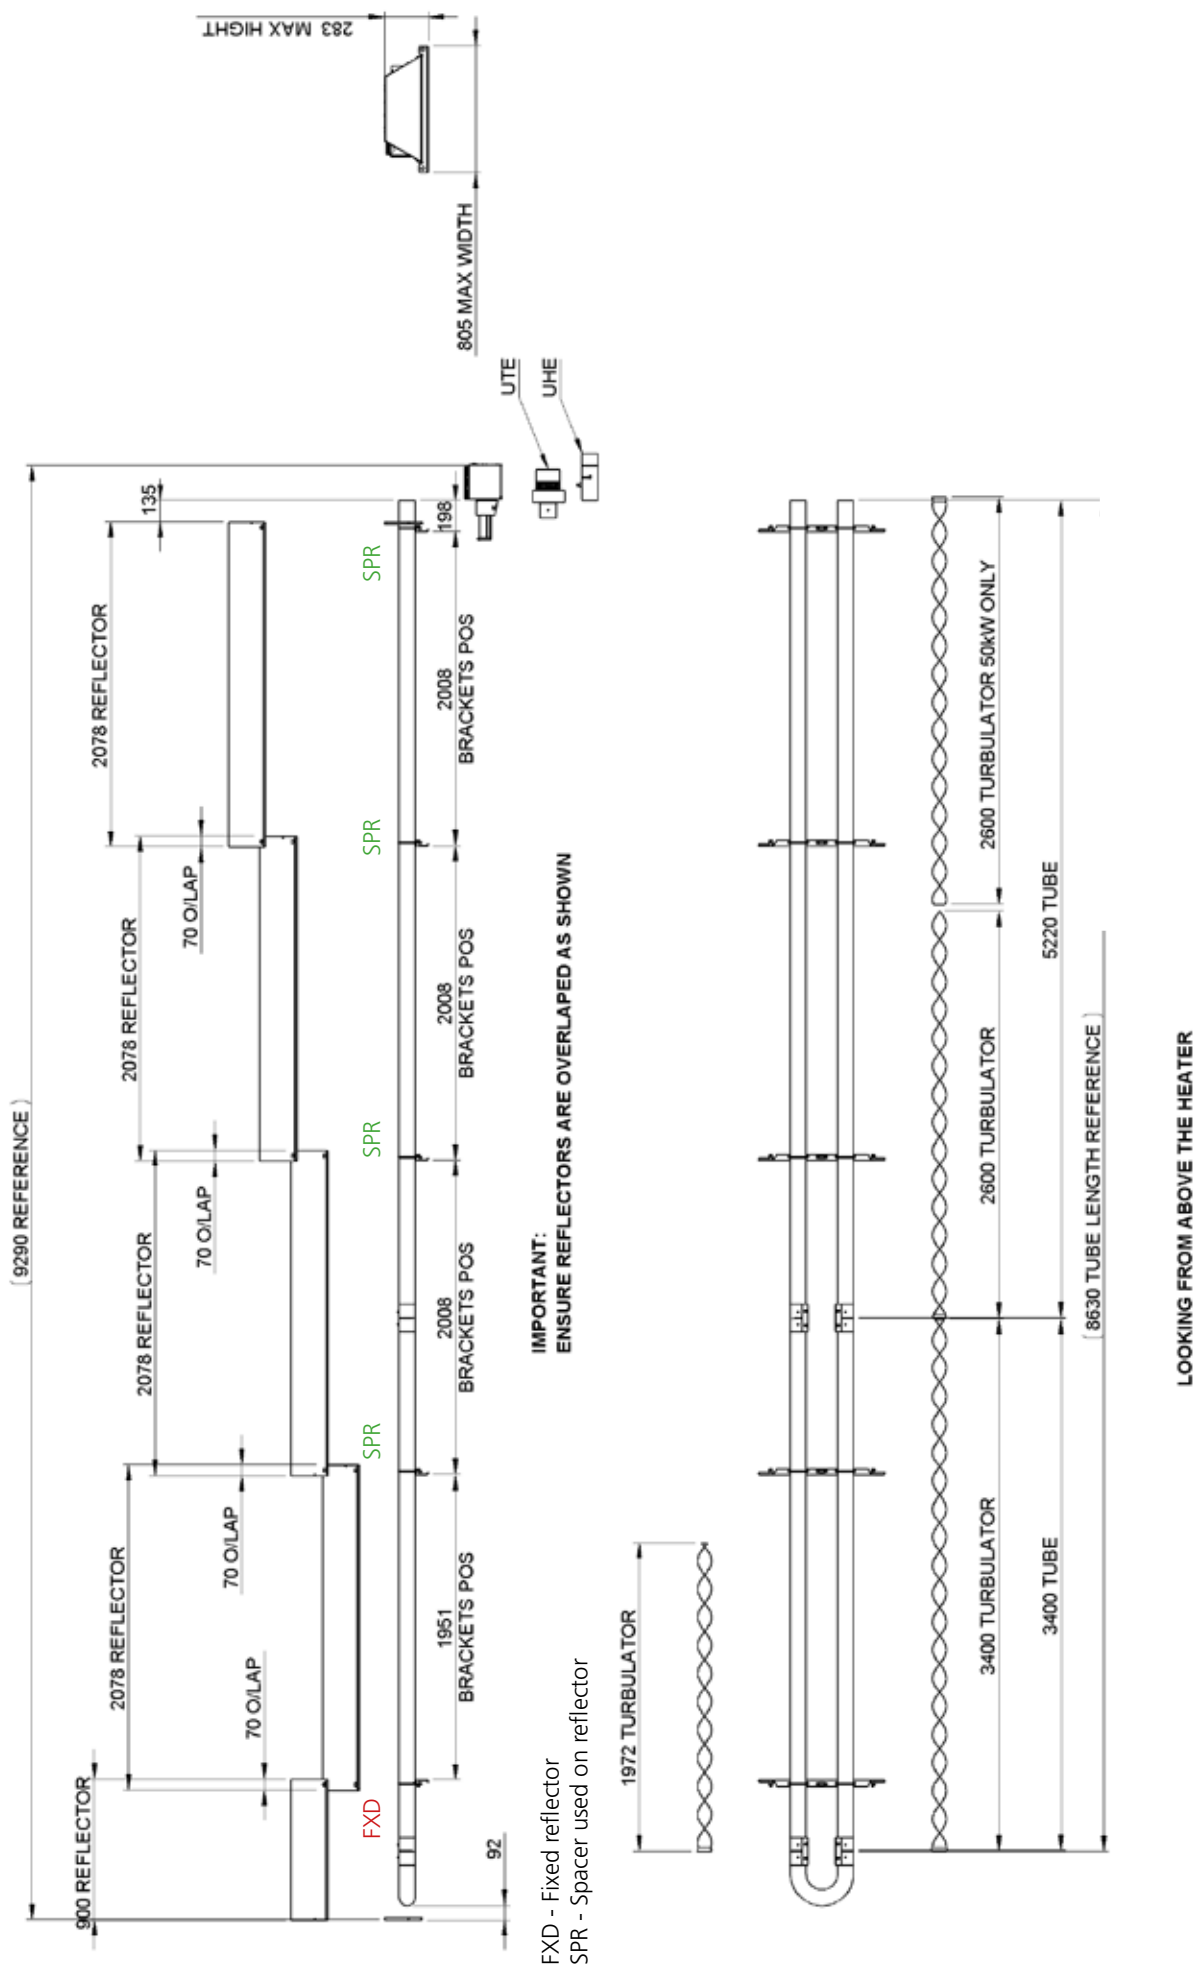 283 MAX HIGHT
805 MAX WIDTH
UTE
UHE
[9290 REFERENCE )
135
2078 REFLECTOR
70 O/LAP
2078 REFLECTOR
70 O/LAP
2078 REFLECTOR
70 O/LAP
2078 REFLECTOR
70 O/LAP
900 REFLECTOR
SPR
SPR
SPR
SPR
FXD
198
2008
BRACKETS POS
2008
BRACKETS POS
2008
BRACKETS POS
1951
BRACKETS POS
92
IMPORTANT:
ENSURE REFLECTORS ARE OVERLAPED AS SHOWN
FXD - Fixed reflector
SPR - Spacer used on reflector
1972 TURBULATOR
2600 TURBULATOR 50kW ONLY
2600 TURBULATOR
3400 TURBULATOR
5220 TUBE
3400 TUBE
[8630 TUBE LENGTH REFERENCE]
LOOKING FROM ABOVE THE HEATER